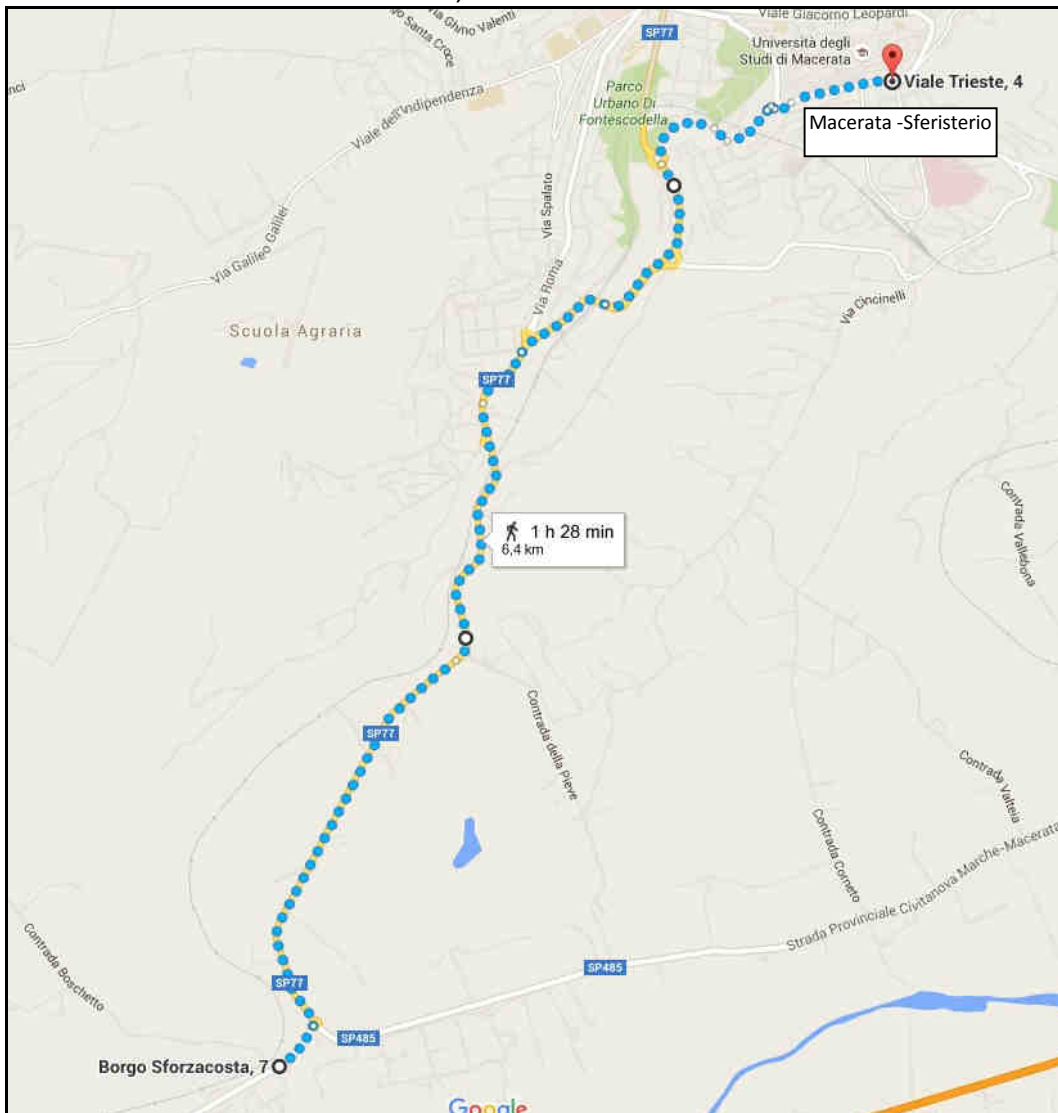 Via Ghino Valenti
Santa Croce
Viale Giacomo Leopardi
SP77
Università degli
Studi di Macerata
Viale Trieste, 4
Parco
Urbano Di
Fontescodella
Macerata -Sferisterio
Viale dell'Indipendenza
Via Spalato
Via Galileo Galilei
Via Roma
Via Cincinelli
Scuola Agraria
SP77
Contrada Vallebona
1 h 28 min
6,4 km
Contrada della Pieve
SP77
Contrada Valteia
Contrada Corneto
Strada Provinciale Civitanova Marche-Macerata
Contrada Boschetto
SP485
SP77
SP485
Borgo Sforzacosta, 7
Google